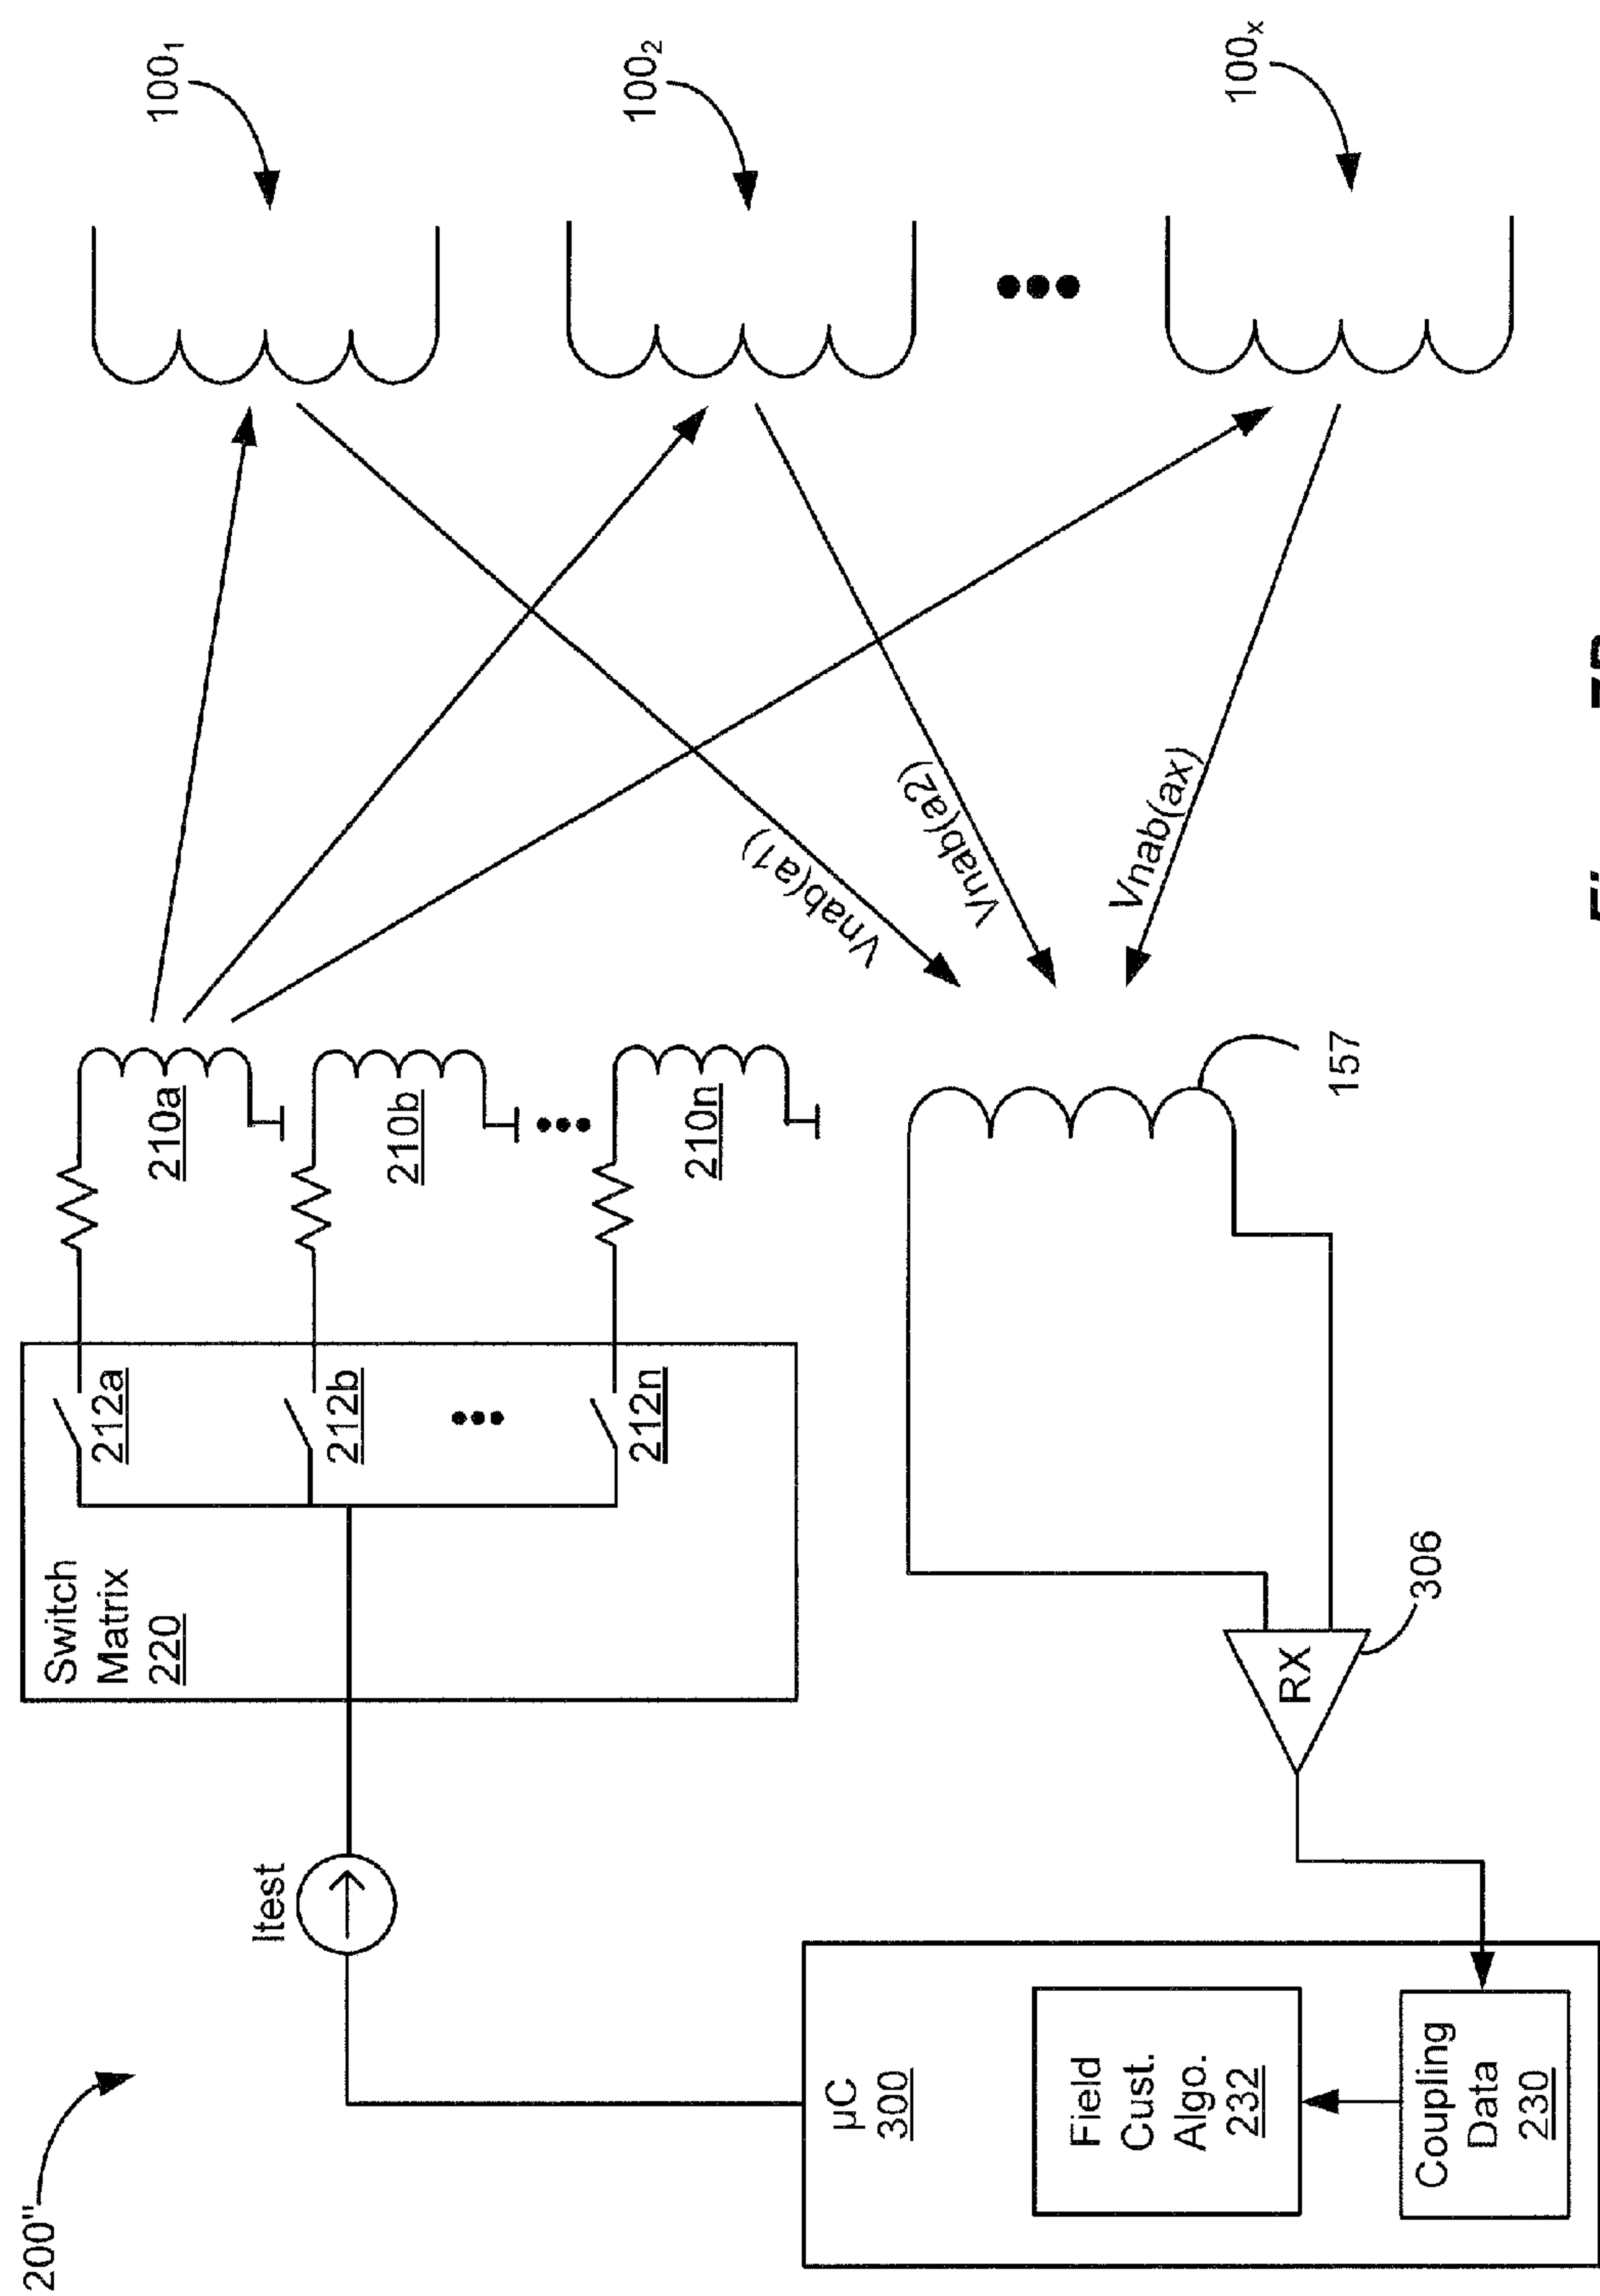 200"
Itest
Switch
Matrix
220
212a
212b
212n
210a
210b
210n
100₁
100₂
100ₓ
Vnab(a1)
Vnab(a2)
Vnab(ax)
157
306
RX
µC
300
Field
Cust.
Algo.
232
Coupling
Data
230